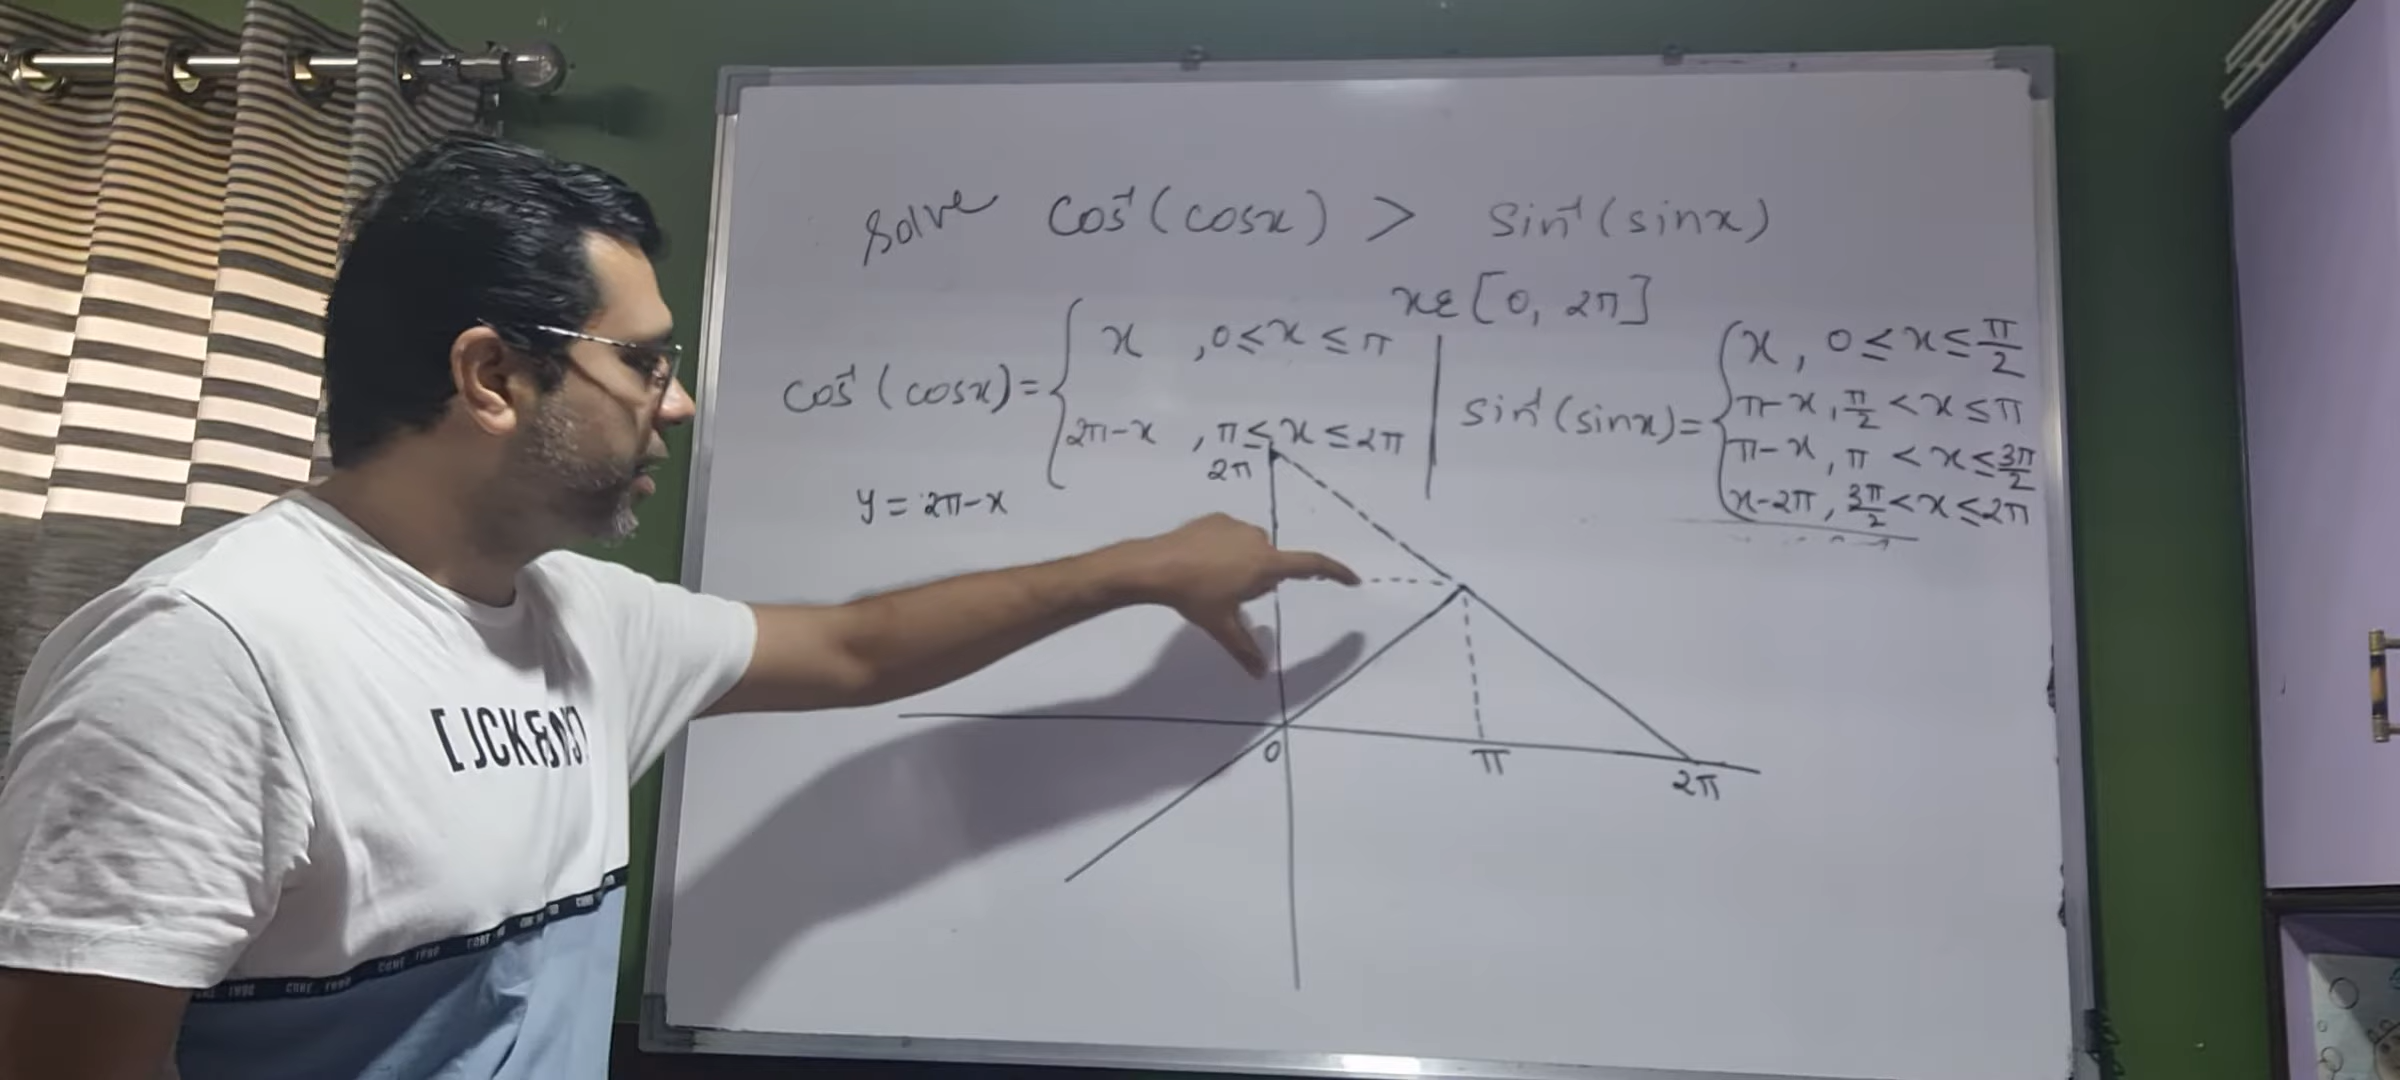 Solve cos⁻¹(cosx) > sin⁻¹(sinx)
x ε [0, 2π]
cos⁻¹(cosx) = { x , 0 ≤ x ≤ π
2π-x , π ≤ x ≤ 2π
sin⁻¹(sinx) = { x , 0 ≤ x ≤ π/2
π-x , π/2 < x ≤ π
π-x , π < x ≤ 3π/2
x-2π , 3π/2 < x ≤ 2π
y = 2π-x
2π
0
π
2π